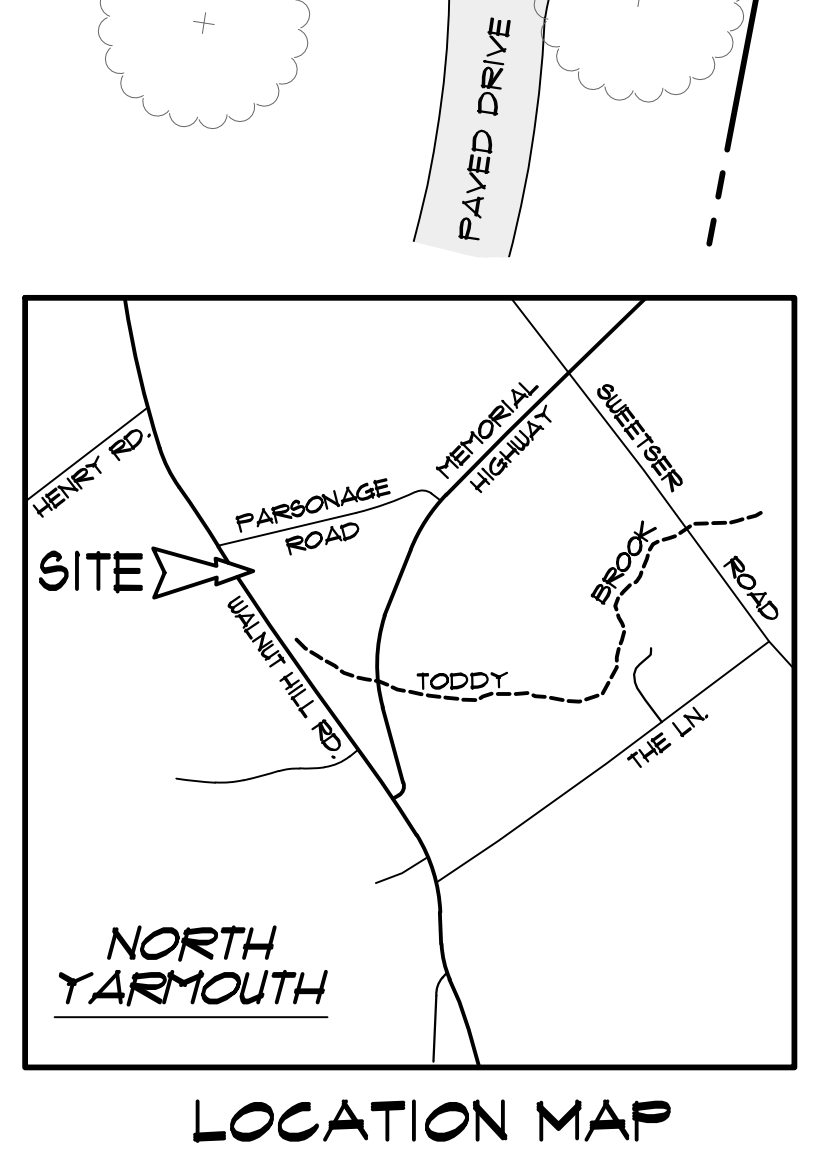 PAVED DRIVE
MEMORIAL
HIGHWAY
SWEETSER
ROAD
HENRY RD.
PARSONAGE
ROAD
SITE
BROOK
WALNUT HILL RD.
TODDY
THE LN.
NORTH
YARMOUTH
LOCATION MAP